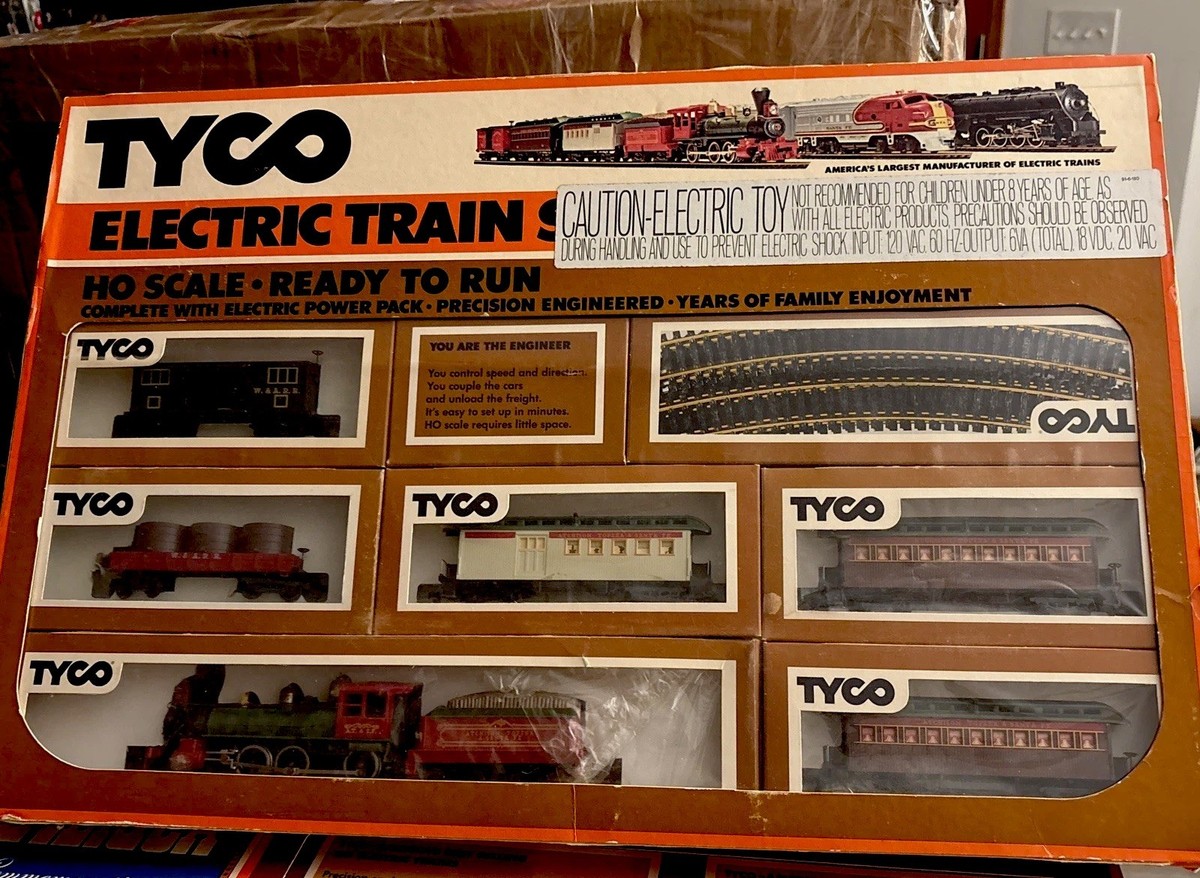 TYCO
AMERICA'S LARGEST MANUFACTURER OF ELECTRIC TRAINS
ELECTRIC TRAIN S
CAUTION-ELECTRIC TOY NOT RECOMMENDED FOR CHILDREN UNDER 8 YEARS OF AGE. AS
WITH ALL ELECTRIC PRODUCTS, PRECAUTIONS SHOULD BE OBSERVED
DURING HANDLING AND USE TO PREVENT ELECTRIC SHOCK. INPUT: 120 VAC. 60 HZ-OUTPUT: 6VA (TOTAL). 18 VDC, 20 VAC
HO SCALE • READY TO RUN
COMPLETE WITH ELECTRIC POWER PACK • PRECISION ENGINEERED • YEARS OF FAMILY ENJOYMENT
TYCO
W. & A. R. R.
YOU ARE THE ENGINEER
You control speed and direction.
You couple the cars
and unload the freight.
It's easy to set up in minutes.
HO scale requires little space.
TYCO
TYCO
W. & A. R. R.
TYCO
ATCHISON TOPEKA & SANTA FE
TYCO
TYCO
TYCO